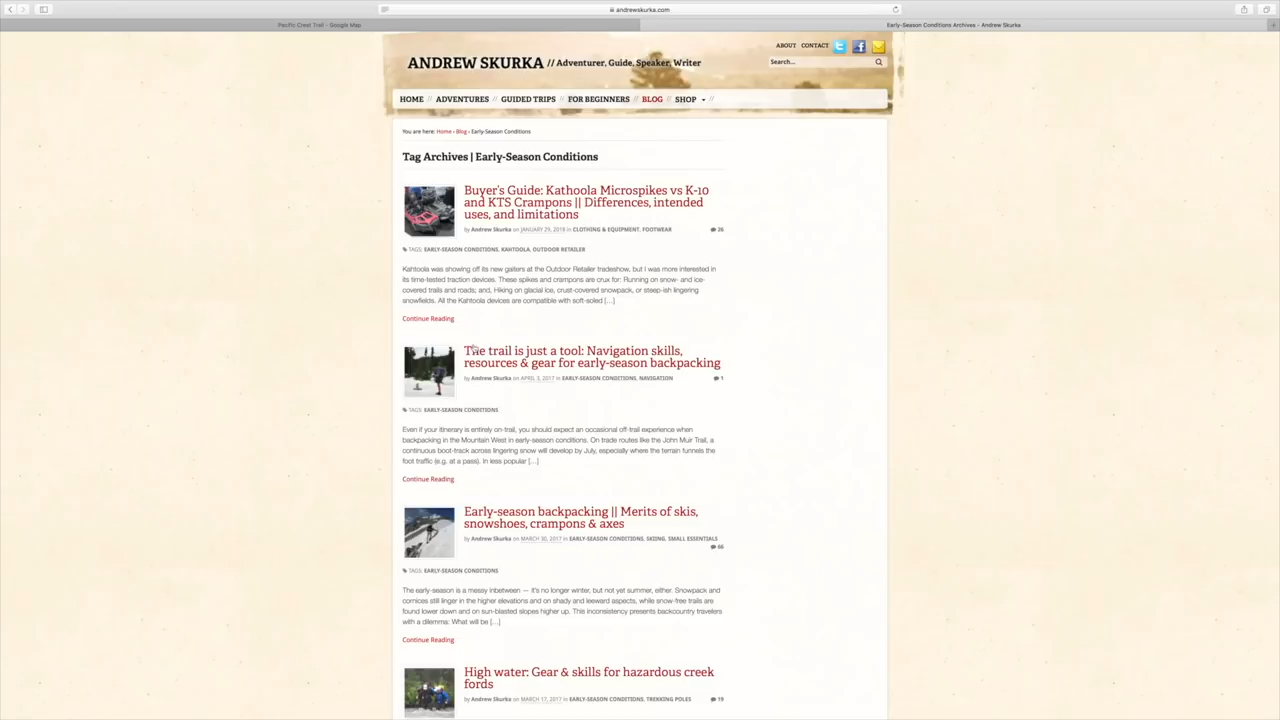 andrewskurka.com
Pacific Crest Trail - Google Map
Early-Season Conditions Archives - Andrew Skurka
ABOUT CONTACT
ANDREW SKURKA // Adventurer, Guide, Speaker, Writer
Search...
HOME // ADVENTURES // GUIDED TRIPS // FOR BEGINNERS // BLOG // SHOP //
You are here: Home › Blog › Early-Season Conditions
Tag Archives | Early-Season Conditions
Buyer's Guide: Kathoola Microspikes vs K-10
and KTS Crampons || Differences, intended
uses, and limitations
by Andrew Skurka on JANUARY 29, 2018 in CLOTHING & EQUIPMENT, FOOTWEAR
26
TAGS: EARLY-SEASON CONDITIONS, KAHTOOLA, OUTDOOR RETAILER
Kahtoola was showing off its new gaiters at the Outdoor Retailer tradeshow, but I was more interested in
its time-tested traction devices. These spikes and crampons are crux for: Running on snow- and ice-
covered trails and roads; and, Hiking on glacial ice, crust-covered snowpack, or steep-ish lingering
snowfields. All the Kahtoola devices are compatible with soft-soled […]
Continue Reading
The trail is just a tool: Navigation skills,
resources & gear for early-season backpacking
by Andrew Skurka on APRIL 3, 2017 in EARLY-SEASON CONDITIONS, NAVIGATION
1
TAGS: EARLY-SEASON CONDITIONS
Even if your itinerary is entirely on-trail, you should expect an occasional off-trail experience when
backpacking in the Mountain West in early-season conditions. On trade routes like the John Muir Trail, a
continuous boot-track across lingering snow will develop by July, especially where the terrain funnels the
foot traffic (e.g. at a pass). In less popular […]
Continue Reading
Early-season backpacking || Merits of skis,
snowshoes, crampons & axes
by Andrew Skurka on MARCH 30, 2017 in EARLY-SEASON CONDITIONS, SKIING, SMALL ESSENTIALS
66
TAGS: EARLY-SEASON CONDITIONS
The early-season is a messy inbetween — it's no longer winter, but not yet summer, either. Snowpack and
cornices still linger in the higher elevations and on shady and leeward aspects, while snow-free trails are
found lower down and on sun-blasted slopes higher up. This inconsistency presents backcountry travelers
with a dilemma: What will be […]
Continue Reading
High water: Gear & skills for hazardous creek
fords
by Andrew Skurka on MARCH 17, 2017 in EARLY-SEASON CONDITIONS, TREKKING POLES
19